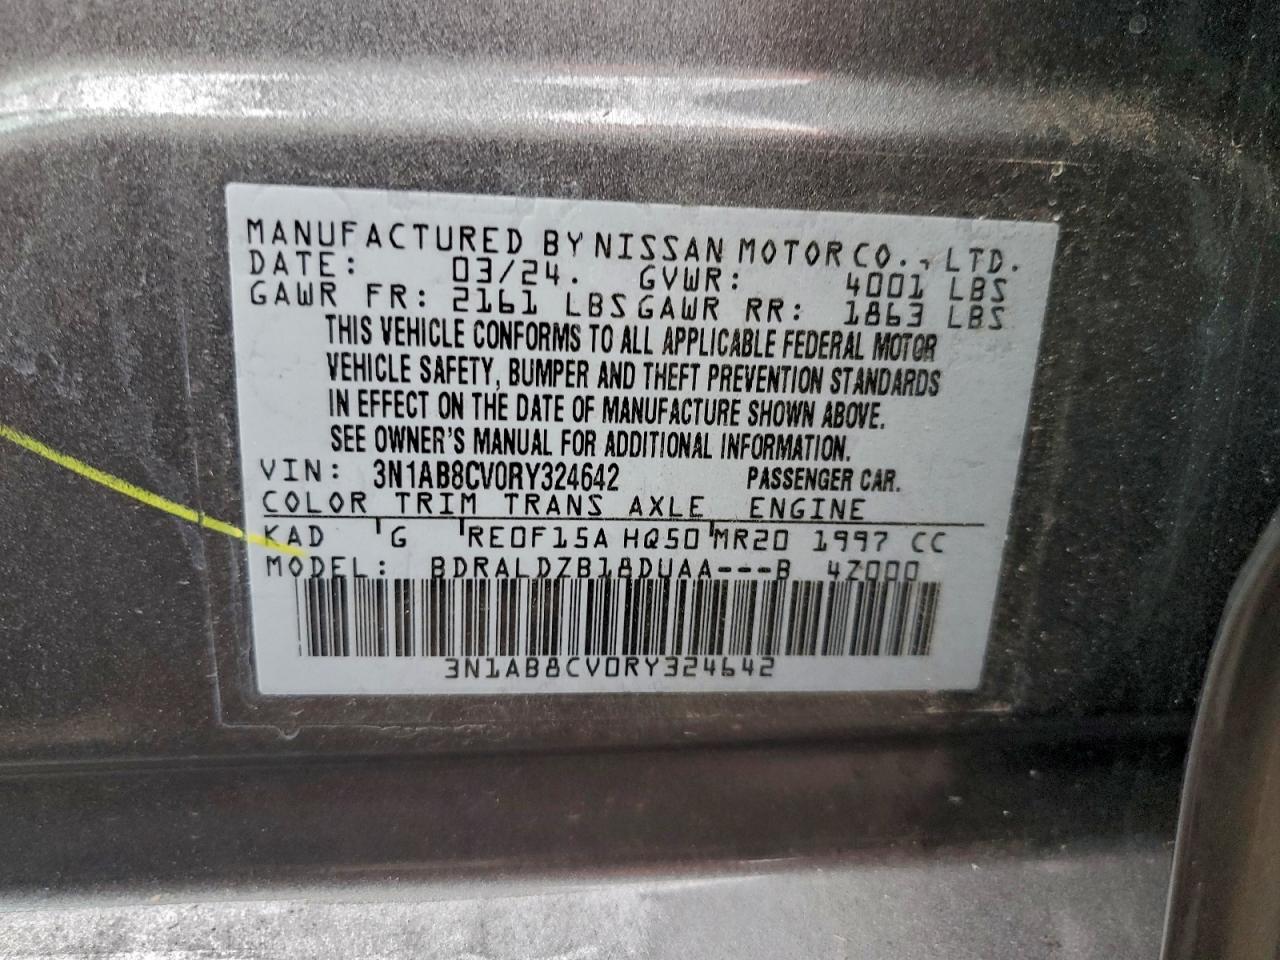 MANUFACTURED BY NISSAN MOTOR CO., LTD.
DATE: 03/24. GVWR: 4001 LBS
GAWR FR: 2161 LBS GAWR RR: 1863 LBS
THIS VEHICLE CONFORMS TO ALL APPLICABLE FEDERAL MOTOR
VEHICLE SAFETY, BUMPER AND THEFT PREVENTION STANDARDS
IN EFFECT ON THE DATE OF MANUFACTURE SHOWN ABOVE.
SEE OWNER'S MANUAL FOR ADDITIONAL INFORMATION.
VIN: 3N1AB8CV0RY324642 PASSENGER CAR.
COLOR TRIM TRANS AXLE ENGINE
KAD G RE0F15A HQ50 MR20 1997 CC
MODEL: BDRALDZB18DUAA---B 4Z000
3N1AB8CV0RY324642